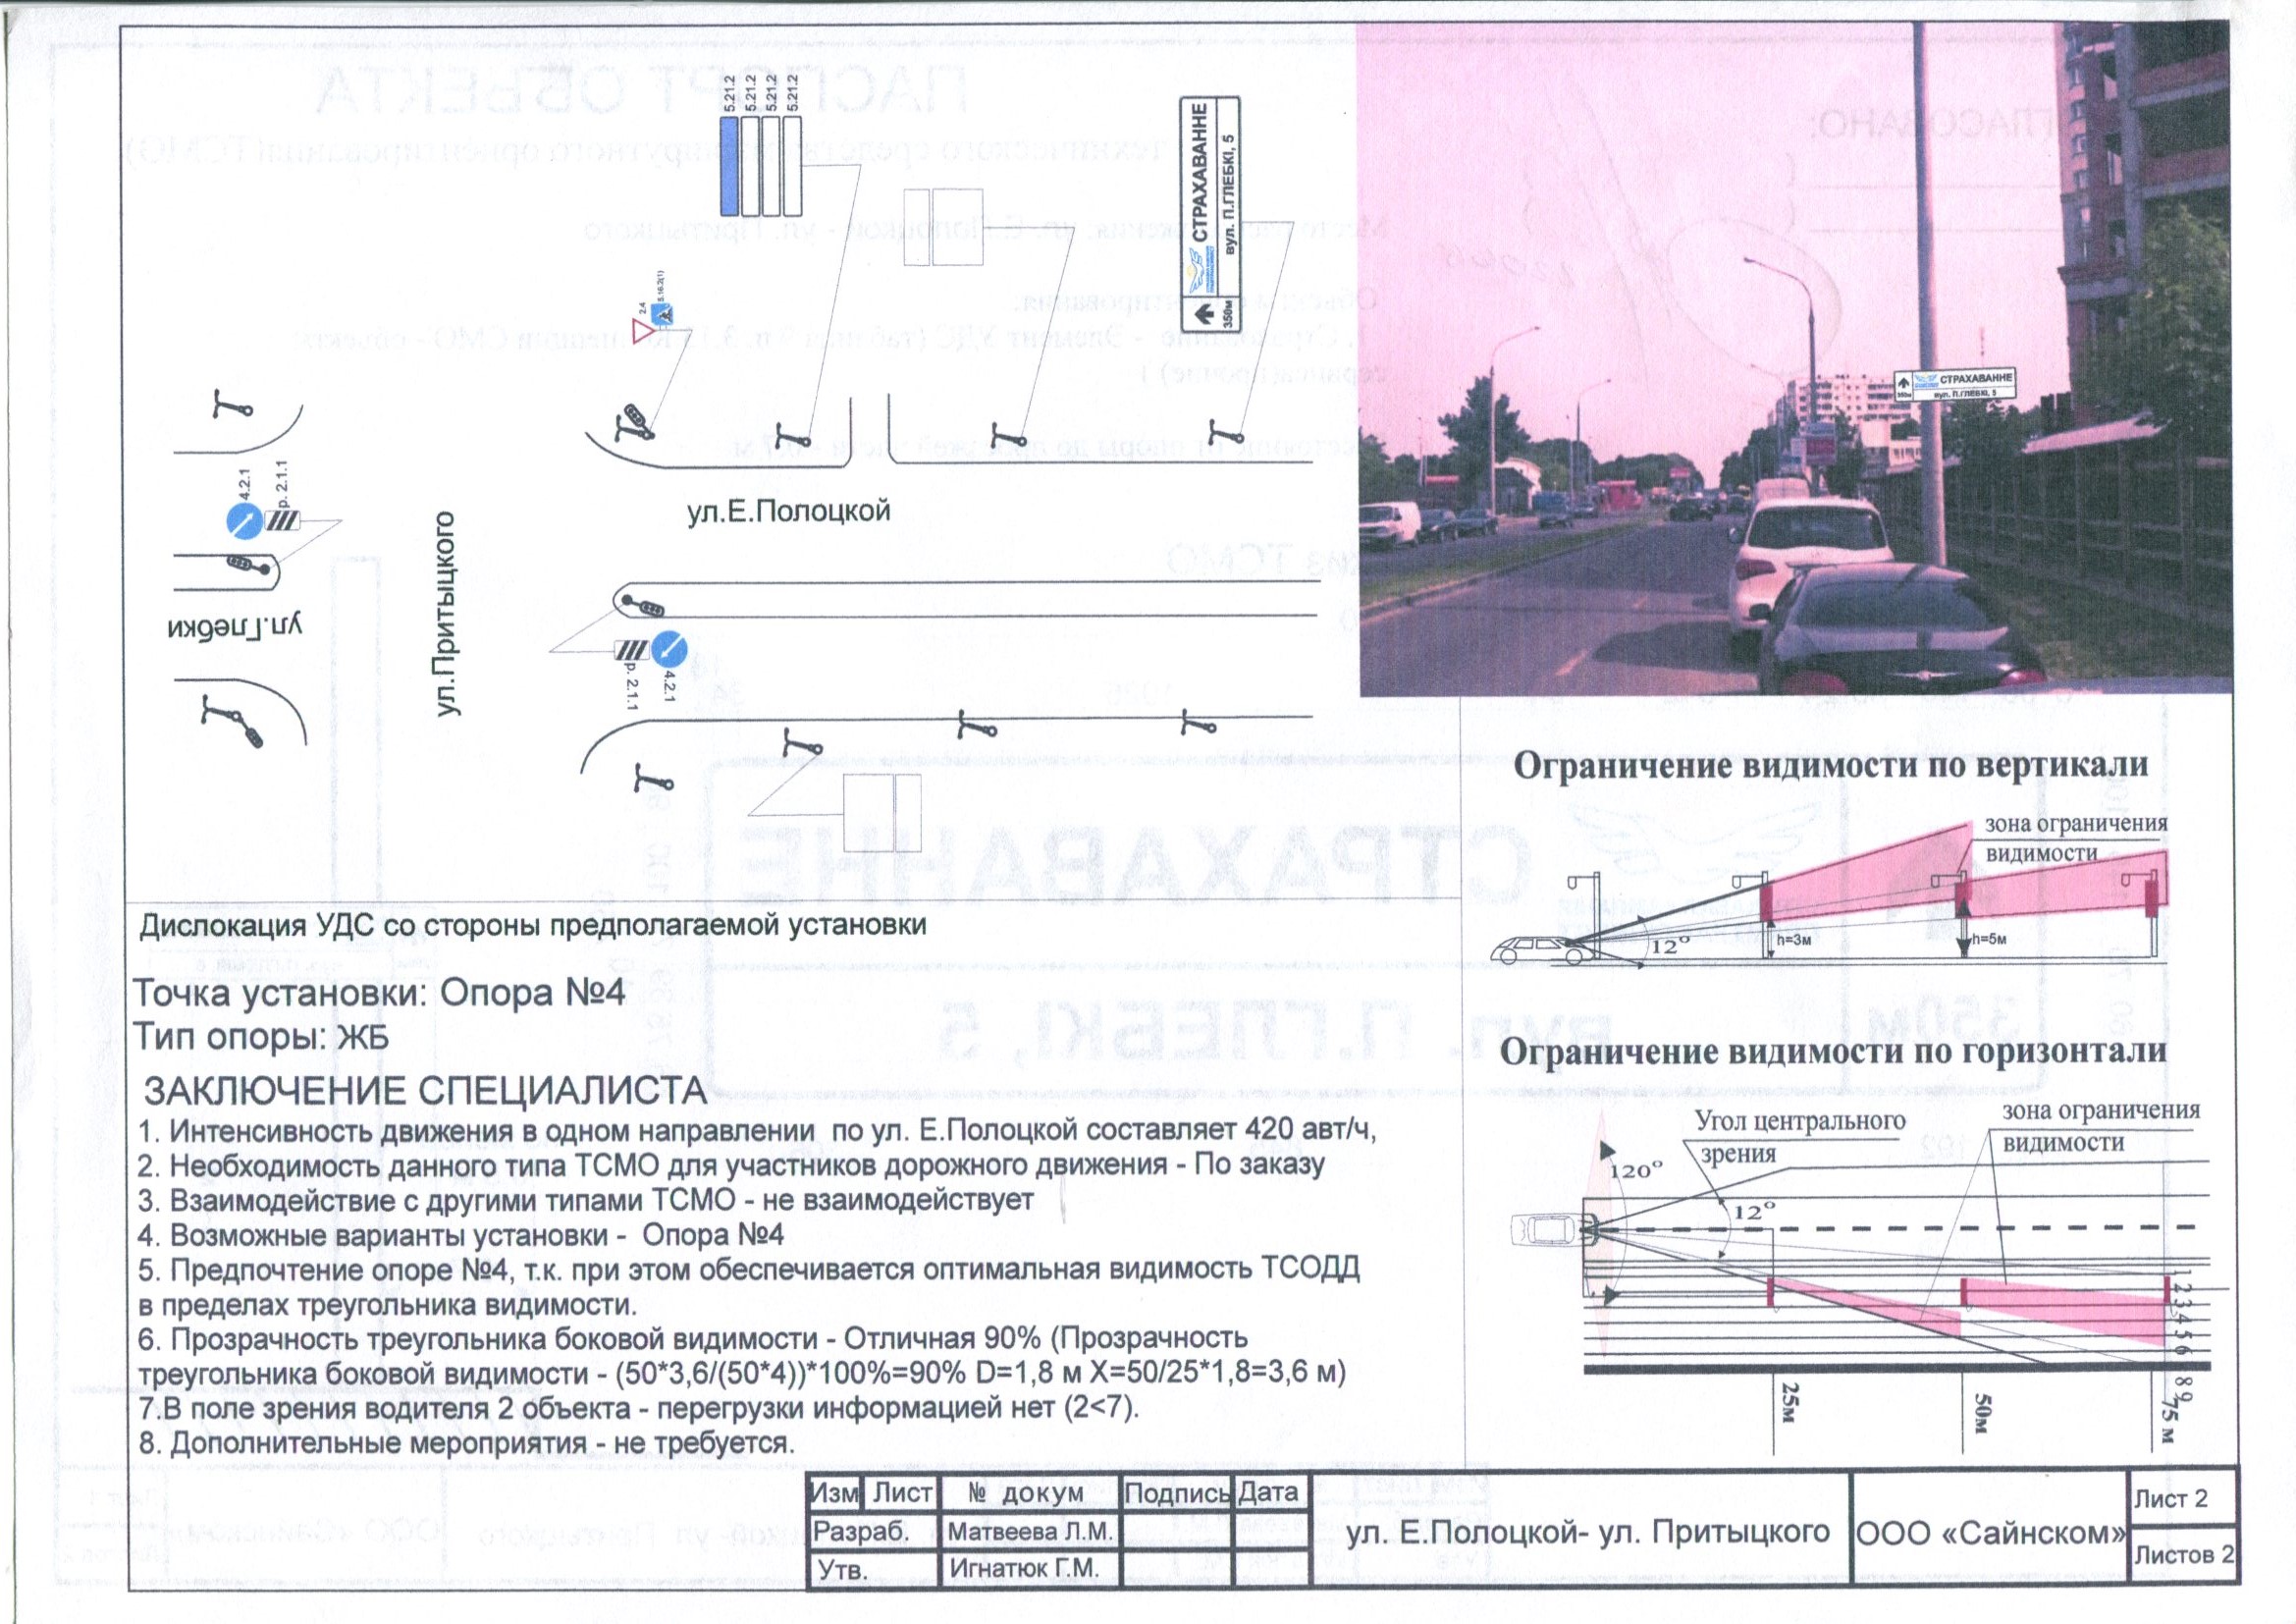 5.21.2
5.21.2
5.21.2
5.21.2
СТРАХАВАННЕ
350м
вул. П.ГЛЕБКІ, 5
2.4
5.16.2(1)
4.2.1
р. 2.1.1
ул.Е.Полоцкой
ул.Притыцкого
ул.Глебки
р. 2.1.1
4.2.1
СТРАХАВАННЕ
350м
вул. П.ГЛЕБКІ, 5
Дислокация УДС со стороны предполагаемой установки
Точка установки: Опора №4
Тип опоры: ЖБ
ЗАКЛЮЧЕНИЕ СПЕЦИАЛИСТА
1. Интенсивность движения в одном направлении по ул. Е.Полоцкой составляет 420 авт/ч,
2. Необходимость данного типа ТСМО для участников дорожного движения - По заказу
3. Взаимодействие с другими типами ТСМО - не взаимодействует
4. Возможные варианты установки - Опора №4
5. Предпочтение опоре №4, т.к. при этом обеспечивается оптимальная видимость ТСОДД
в пределах треугольника видимости.
6. Прозрачность треугольника боковой видимости - Отличная 90% (Прозрачность
треугольника боковой видимости - (50*3,6/(50*4))*100%=90% D=1,8 м X=50/25*1,8=3,6 м)
7.В поле зрения водителя 2 объекта - перегрузки информацией нет (2<7).
8. Дополнительные мероприятия - не требуется.
Ограничение видимости по вертикали
зона ограничения
видимости
12°
h=3м
h=5м
Ограничение видимости по горизонтали
Угол центрального
зрения
зона ограничения
видимости
120°
12°
1 2 3 4 5 6 8 9
25м
50м
75 м
Изм Лист № докум Подпись Дата
Разраб. Матвеева Л.М.
Утв. Игнатюк Г.М.
ул. Е.Полоцкой- ул. Притыцкого
ООО «Сайнском»
Лист 2
Листов 2